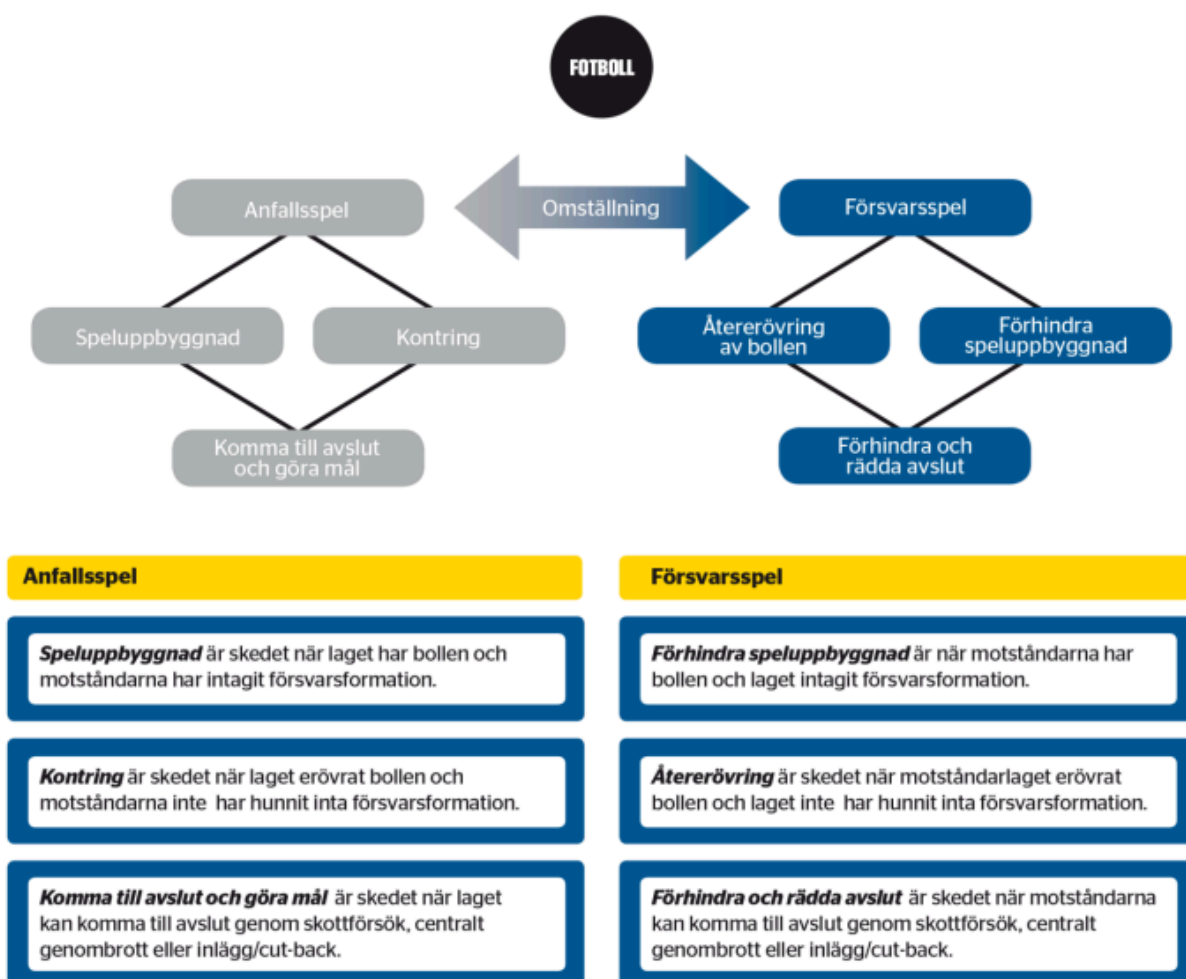 FOTBOLL
Anfallsspel
Omställning
Försvarsspel
Speluppbyggnad
Kontring
Återerövring
av bollen
Förhindra
speluppbyggnad
Komma till avslut
och göra mål
Förhindra och
rädda avslut
Anfallsspel
Speluppbyggnad är skedet när laget har bollen och
motståndarna har intagit försvarsformation.
Kontring är skedet när laget erövrat bollen och
motståndarna inte har hunnit inta försvarsformation.
Komma till avslut och göra mål är skedet när laget
kan komma till avslut genom skottförsök, centralt
genombrott eller inlägg/cut-back.
Försvarsspel
Förhindra speluppbyggnad är när motståndarna har
bollen och laget intagit försvarsformation.
Återerövring är skedet när motståndarlaget erövrat
bollen och laget inte har hunnit inta försvarsformation.
Förhindra och rädda avslut är skedet när motståndarna
kan komma till avslut genom skottförsök, centralt
genombrott eller inlägg/cut-back.